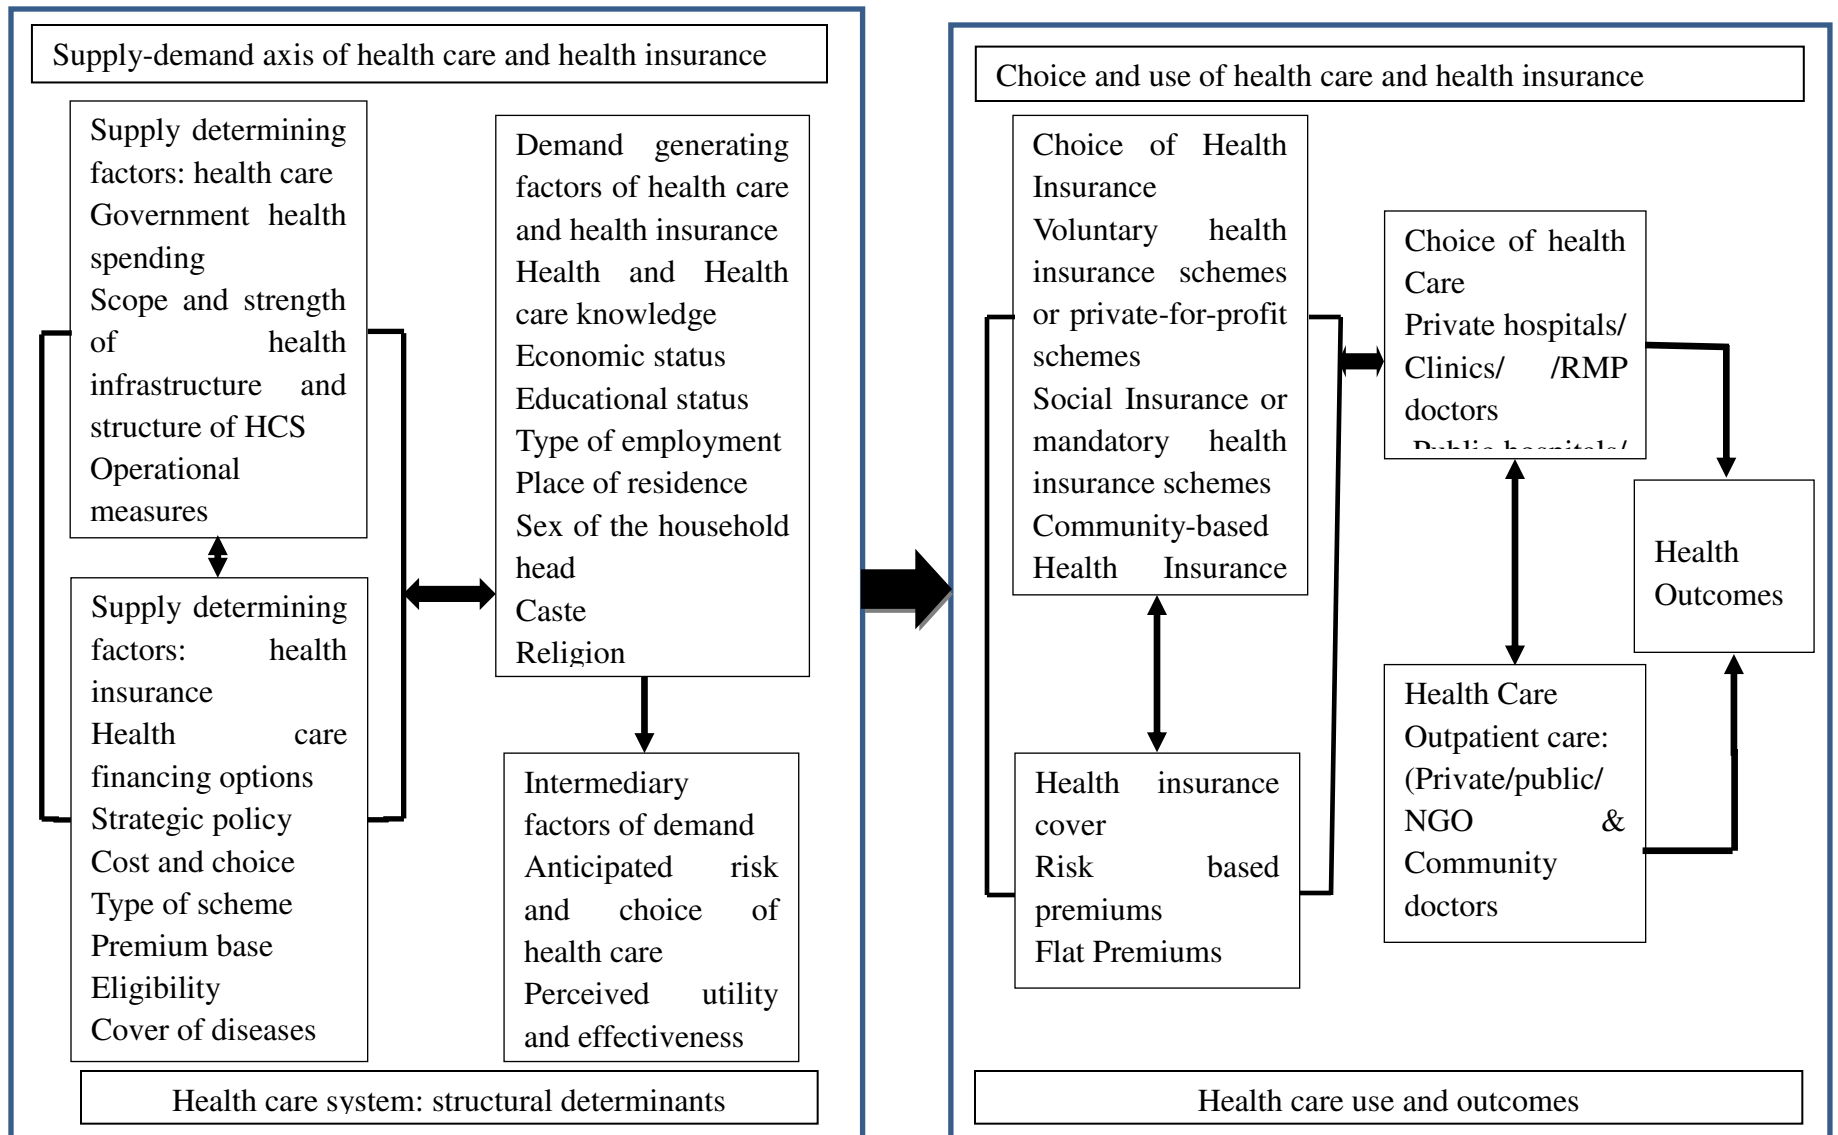 Supply-demand axis of health care and health insurance
Supply determining
factors: health care
Government health
spending
Scope and strength
of health
infrastructure and
structure of HCS
Operational
measures
Supply determining
factors: health
insurance
Health care
financing options
Strategic policy
Cost and choice
Type of scheme
Premium base
Eligibility
Cover of diseases
Demand generating
factors of health care
and health insurance
Health and Health
care knowledge
Economic status
Educational status
Type of employment
Place of residence
Sex of the household
head
Caste
Religion
Intermediary
factors of demand
Anticipated risk
and choice of
health care
Perceived utility
and effectiveness
Health care system: structural determinants
Choice and use of health care and health insurance
Choice of Health
Insurance
Voluntary health
insurance schemes
or private-for-profit
schemes
Social Insurance or
mandatory health
insurance schemes
Community-based
Health Insurance
Health insurance
cover
Risk based
premiums
Flat Premiums
Choice of health
Care
Private hospitals/
Clinics/ /RMP
doctors
Public hospitals/
Health Care
Outpatient care:
(Private/public/
NGO &
Community
doctors
Health
Outcomes
Health care use and outcomes